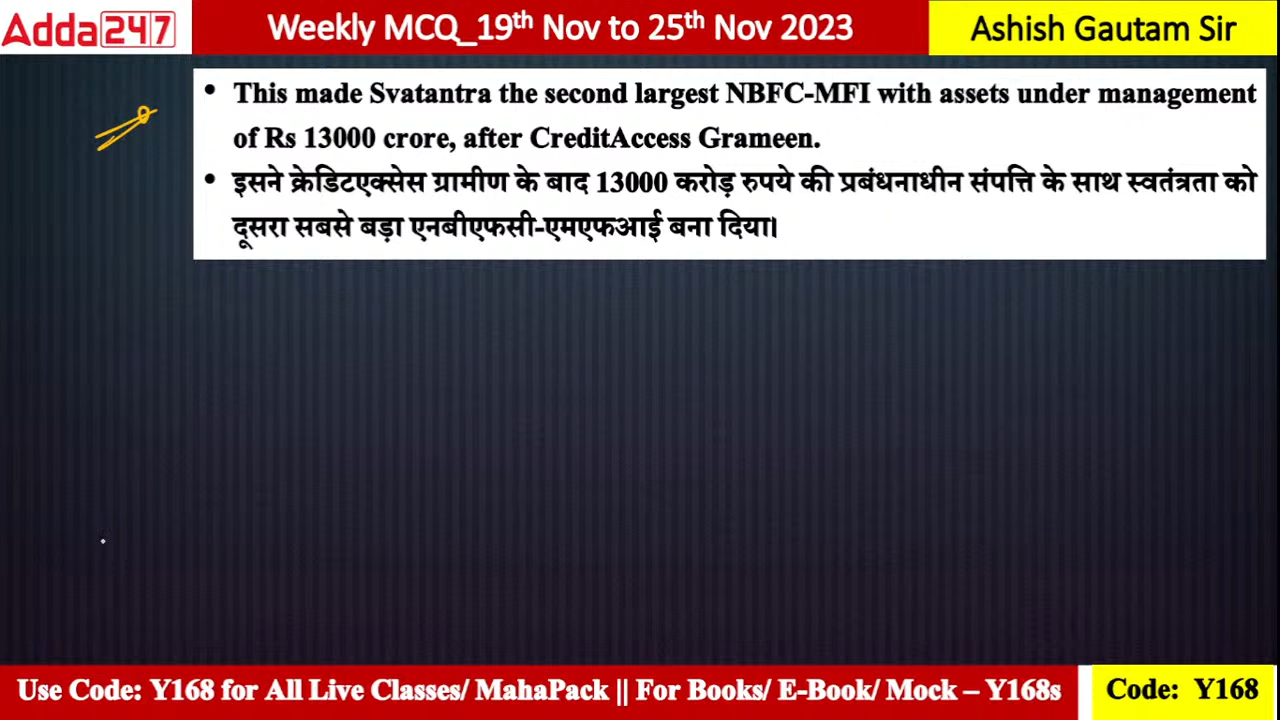 Adda247
Weekly MCQ_19th Nov to 25th Nov 2023
Ashish Gautam Sir
• This made Svatantra the second largest NBFC-MFI with assets under management
of Rs 13000 crore, after CreditAccess Grameen.
• इसने क्रेडिटएक्सेस ग्रामीण के बाद 13000 करोड़ रुपये की प्रबंधनाधीन संपत्ति के साथ स्वतंत्रता को
दूसरा सबसे बड़ा एनबीएफसी-एमएफआई बना दिया।
Use Code: Y168 for All Live Classes/ MahaPack || For Books/ E-Book/ Mock – Y168s
Code: Y168